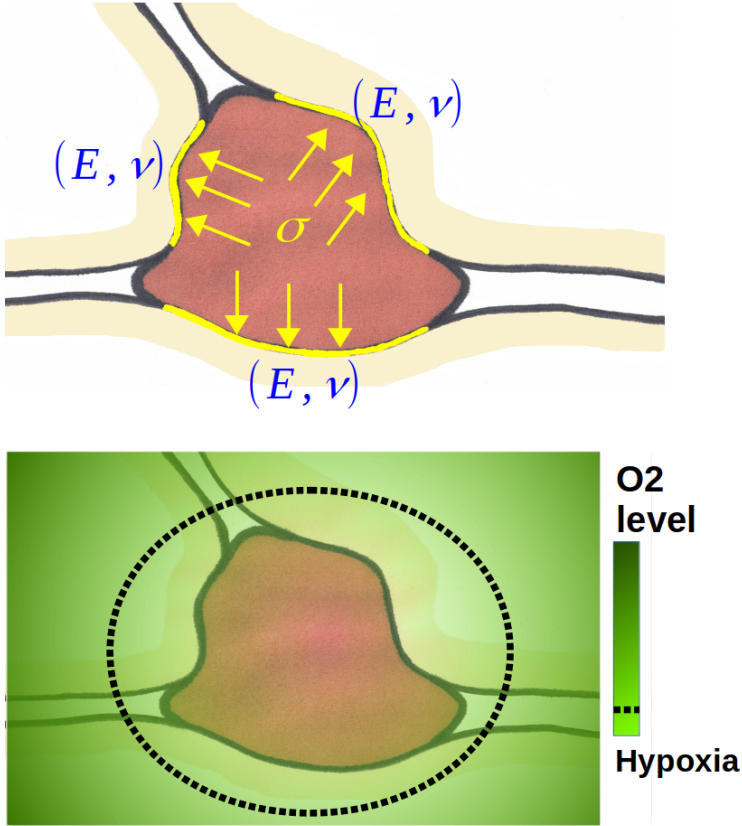 (E, ν)
(E, ν)
σ
(E, ν)
O2
level
Hypoxia